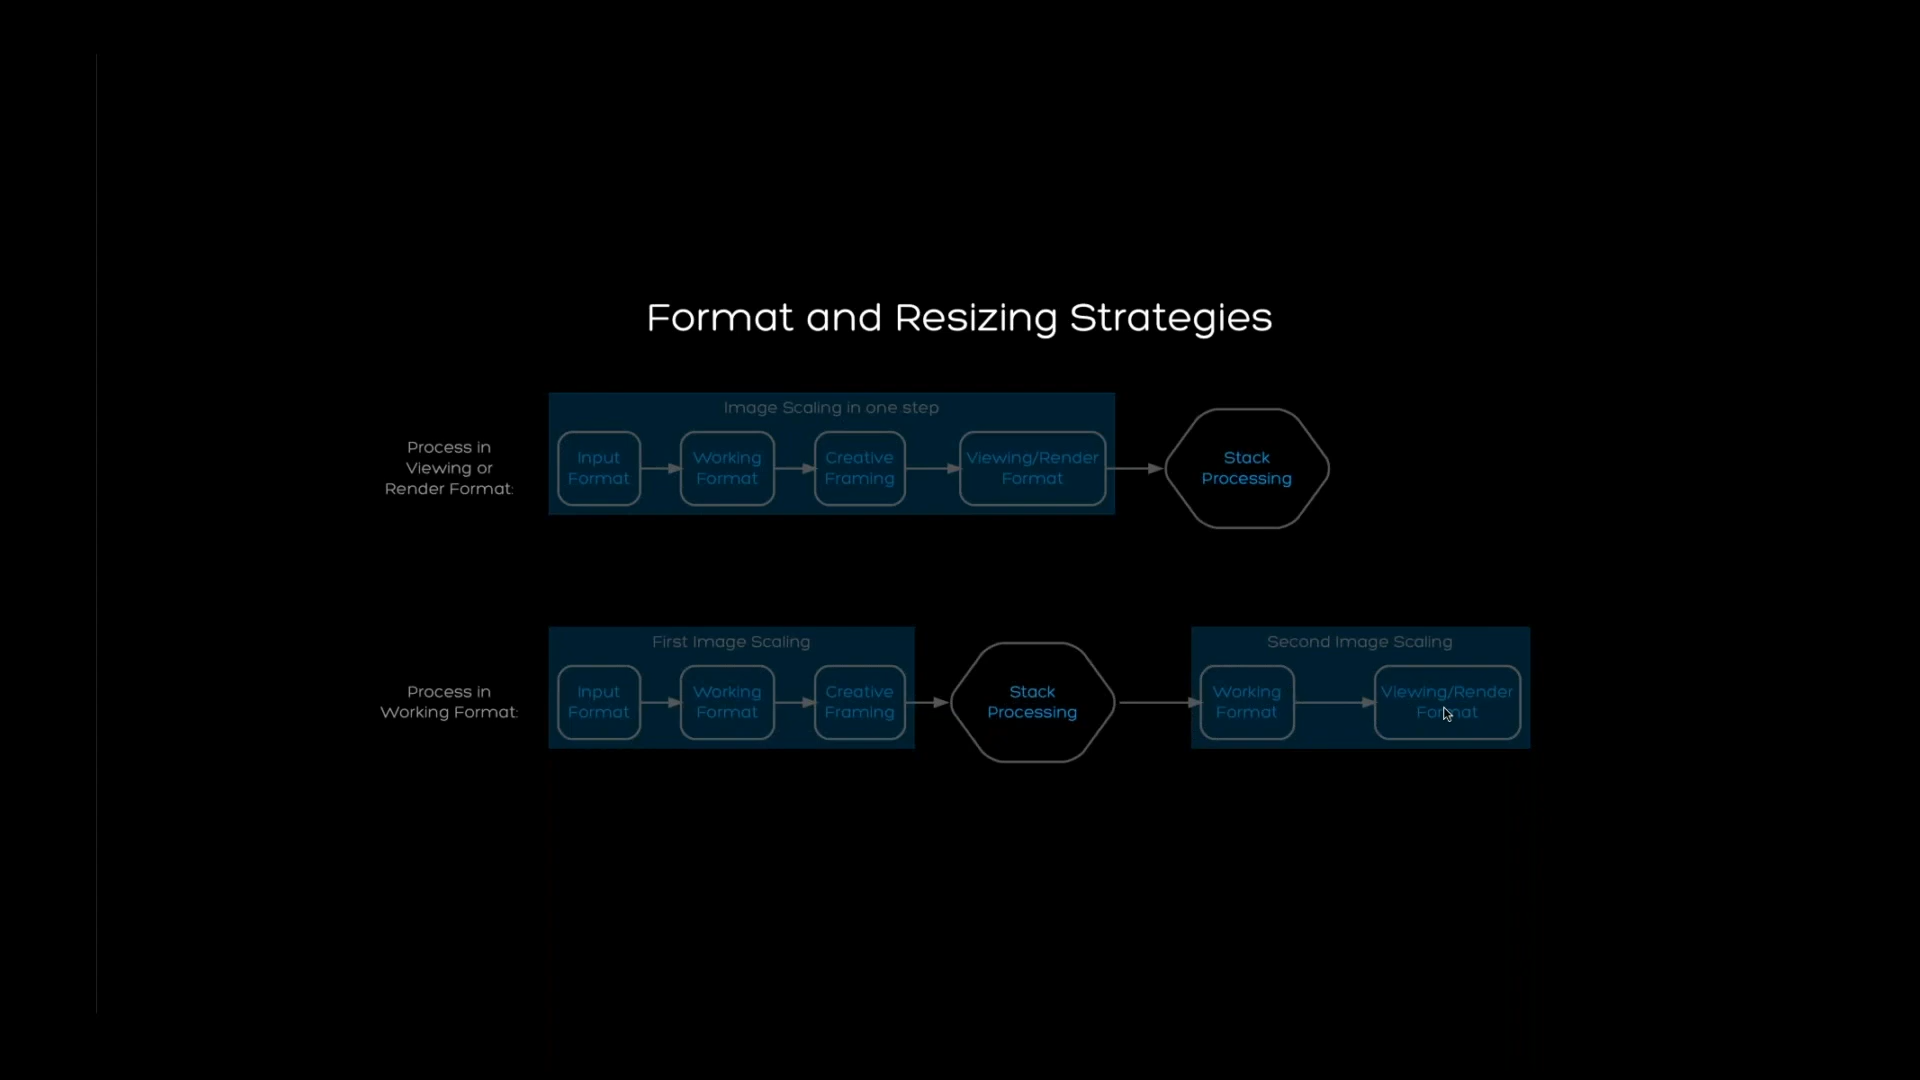 Format and Resizing Strategies
Process in
Viewing or
Render Format:
Image Scaling in one step
Input
Format
Working
Format
Creative
Framing
Viewing/Render
Format
Stack
Processing
Process in
Working Format:
First Image Scaling
Input
Format
Working
Format
Creative
Framing
Stack
Processing
Second Image Scaling
Working
Format
Viewing/Render
Format